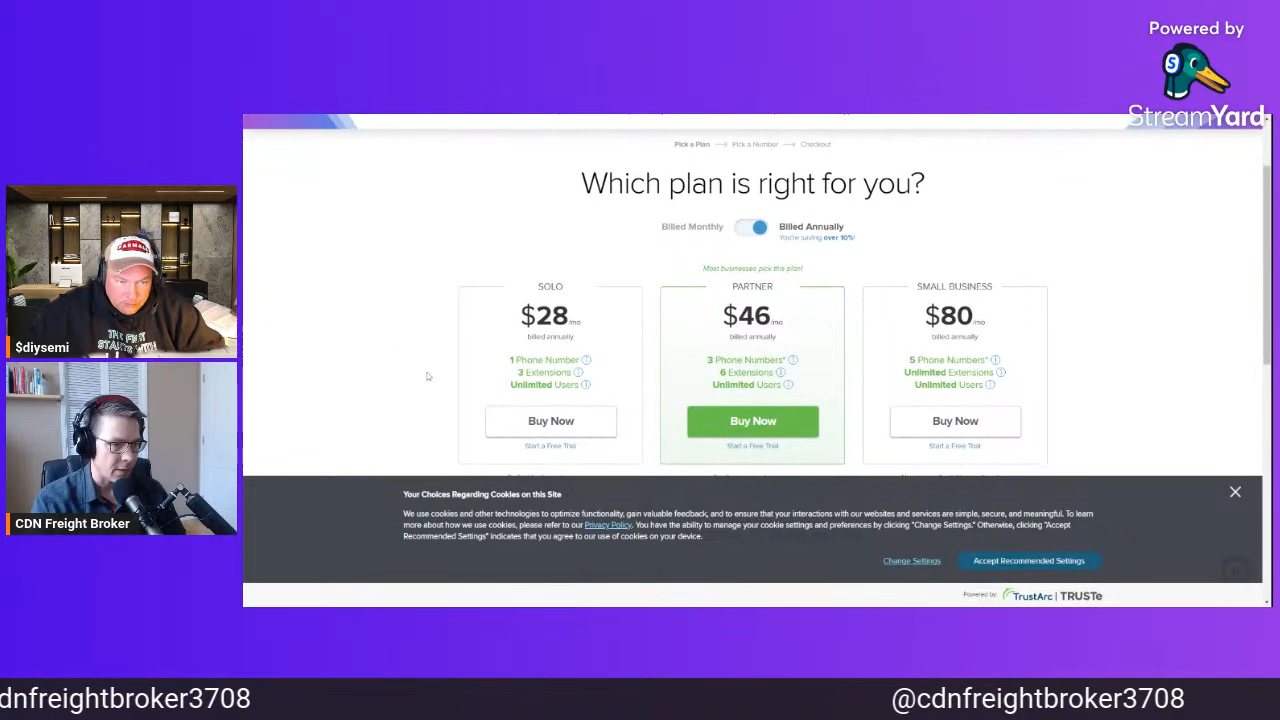 Powered by
StreamYard
Pick a Plan
Pick a Number
Checkout
Which plan is right for you?
Billed Monthly
Billed Annually
You're saving over 10%!
Most businesses pick this plan!
SOLO
$28/mo
billed annually
1 Phone Number
3 Extensions
Unlimited Users
Buy Now
Start a Free Trial
PARTNER
$46/mo
billed annually
3 Phone Numbers*
6 Extensions
Unlimited Users
Buy Now
Start a Free Trial
SMALL BUSINESS
$80/mo
billed annually
5 Phone Numbers*
Unlimited Extensions
Unlimited Users
Buy Now
Start a Free Trial
Your Choices Regarding Cookies on this Site
We use cookies and other technologies to optimize functionality, gain valuable feedback, and to ensure that your interactions with our websites and services are simple, secure, and meaningful. To learn
more about how we use cookies, please refer to our Privacy Policy. You have the ability to manage your cookie settings and preferences by clicking "Change Settings." Otherwise, clicking "Accept
Recommended Settings" indicates that you agree to our use of cookies on your device.
Change Settings
Accept Recommended Settings
Powered by:
TrustArc | TRUSTe
THE FIRST
$diysemi
CDN Freight Broker
dnfreightbroker3708
@cdnfreightbroker3708